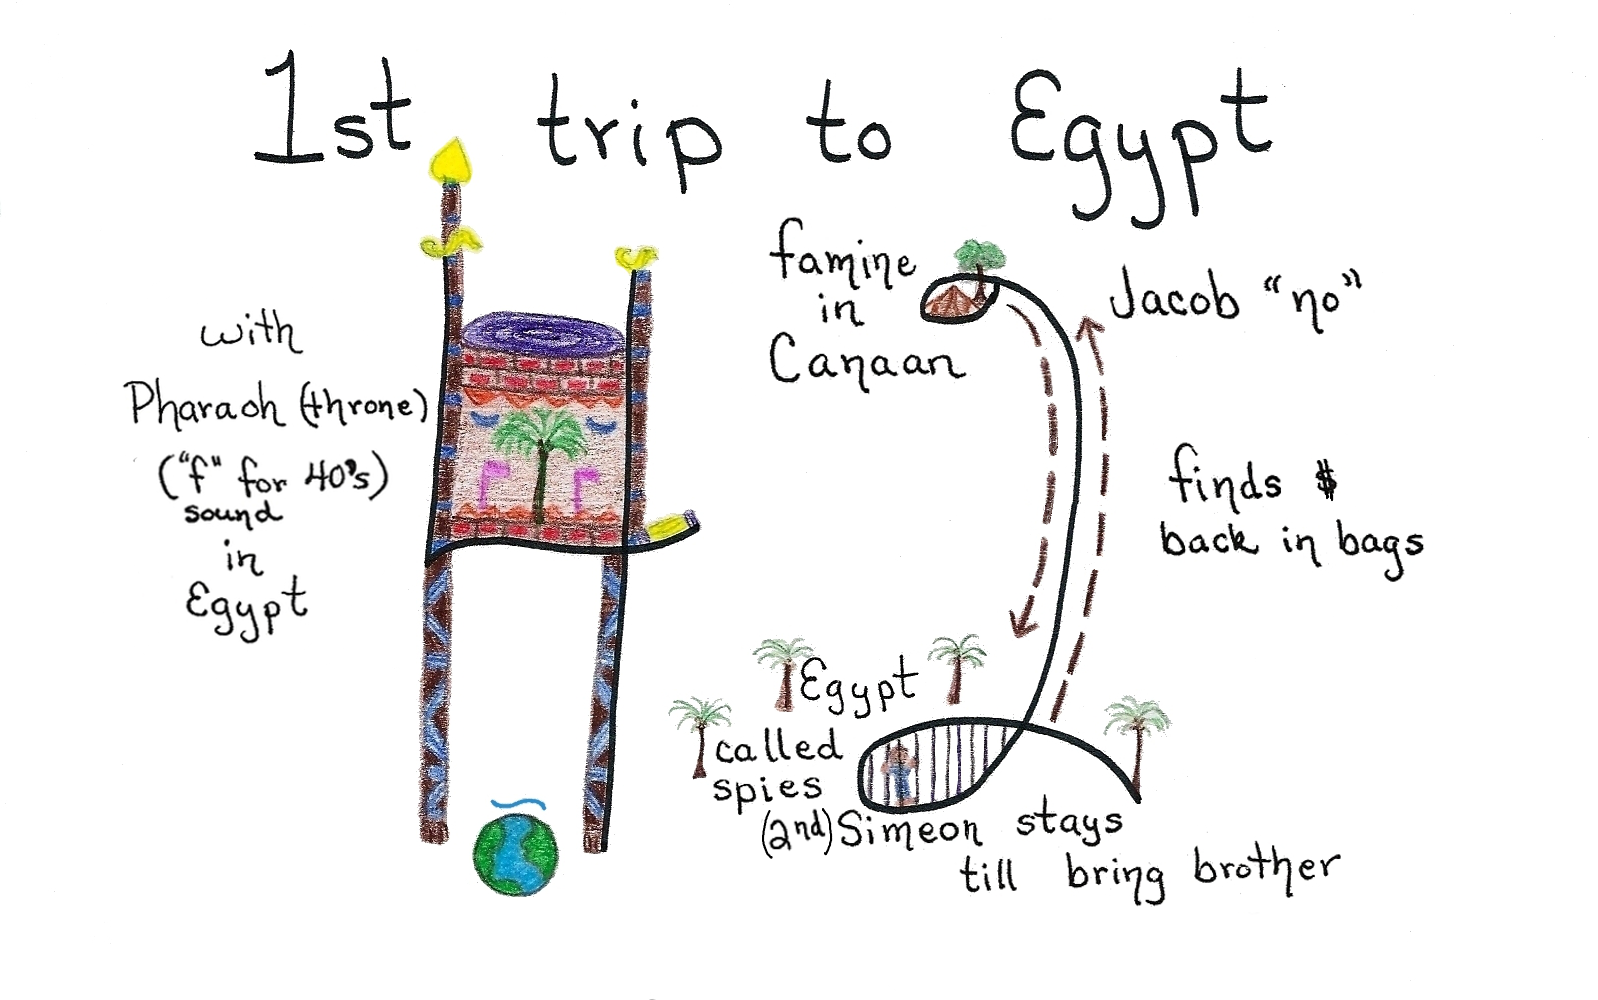 1st trip to Egypt
with
Pharaoh (throne)
("f" for 40's)
sound
in
Egypt
famine
in
Canaan
Jacob "no"
finds $
back in bags
Egypt
called
spies
(2nd) Simeon stays
till bring brother